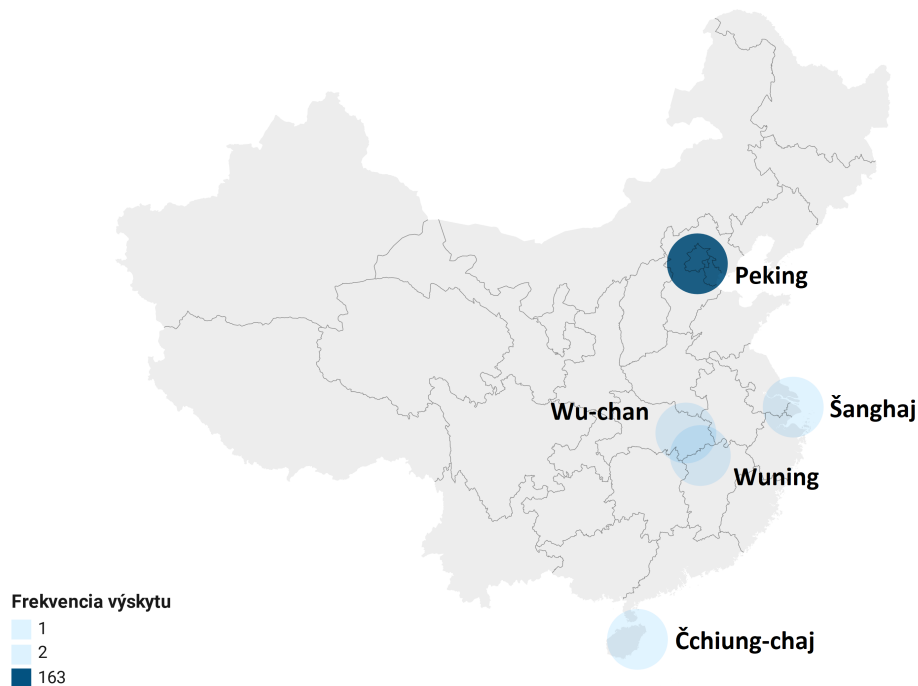 Peking
Wu-chan
Šanghaj
Wuning
Čchiung-chaj
Frekvencia výskytu
1
2
163